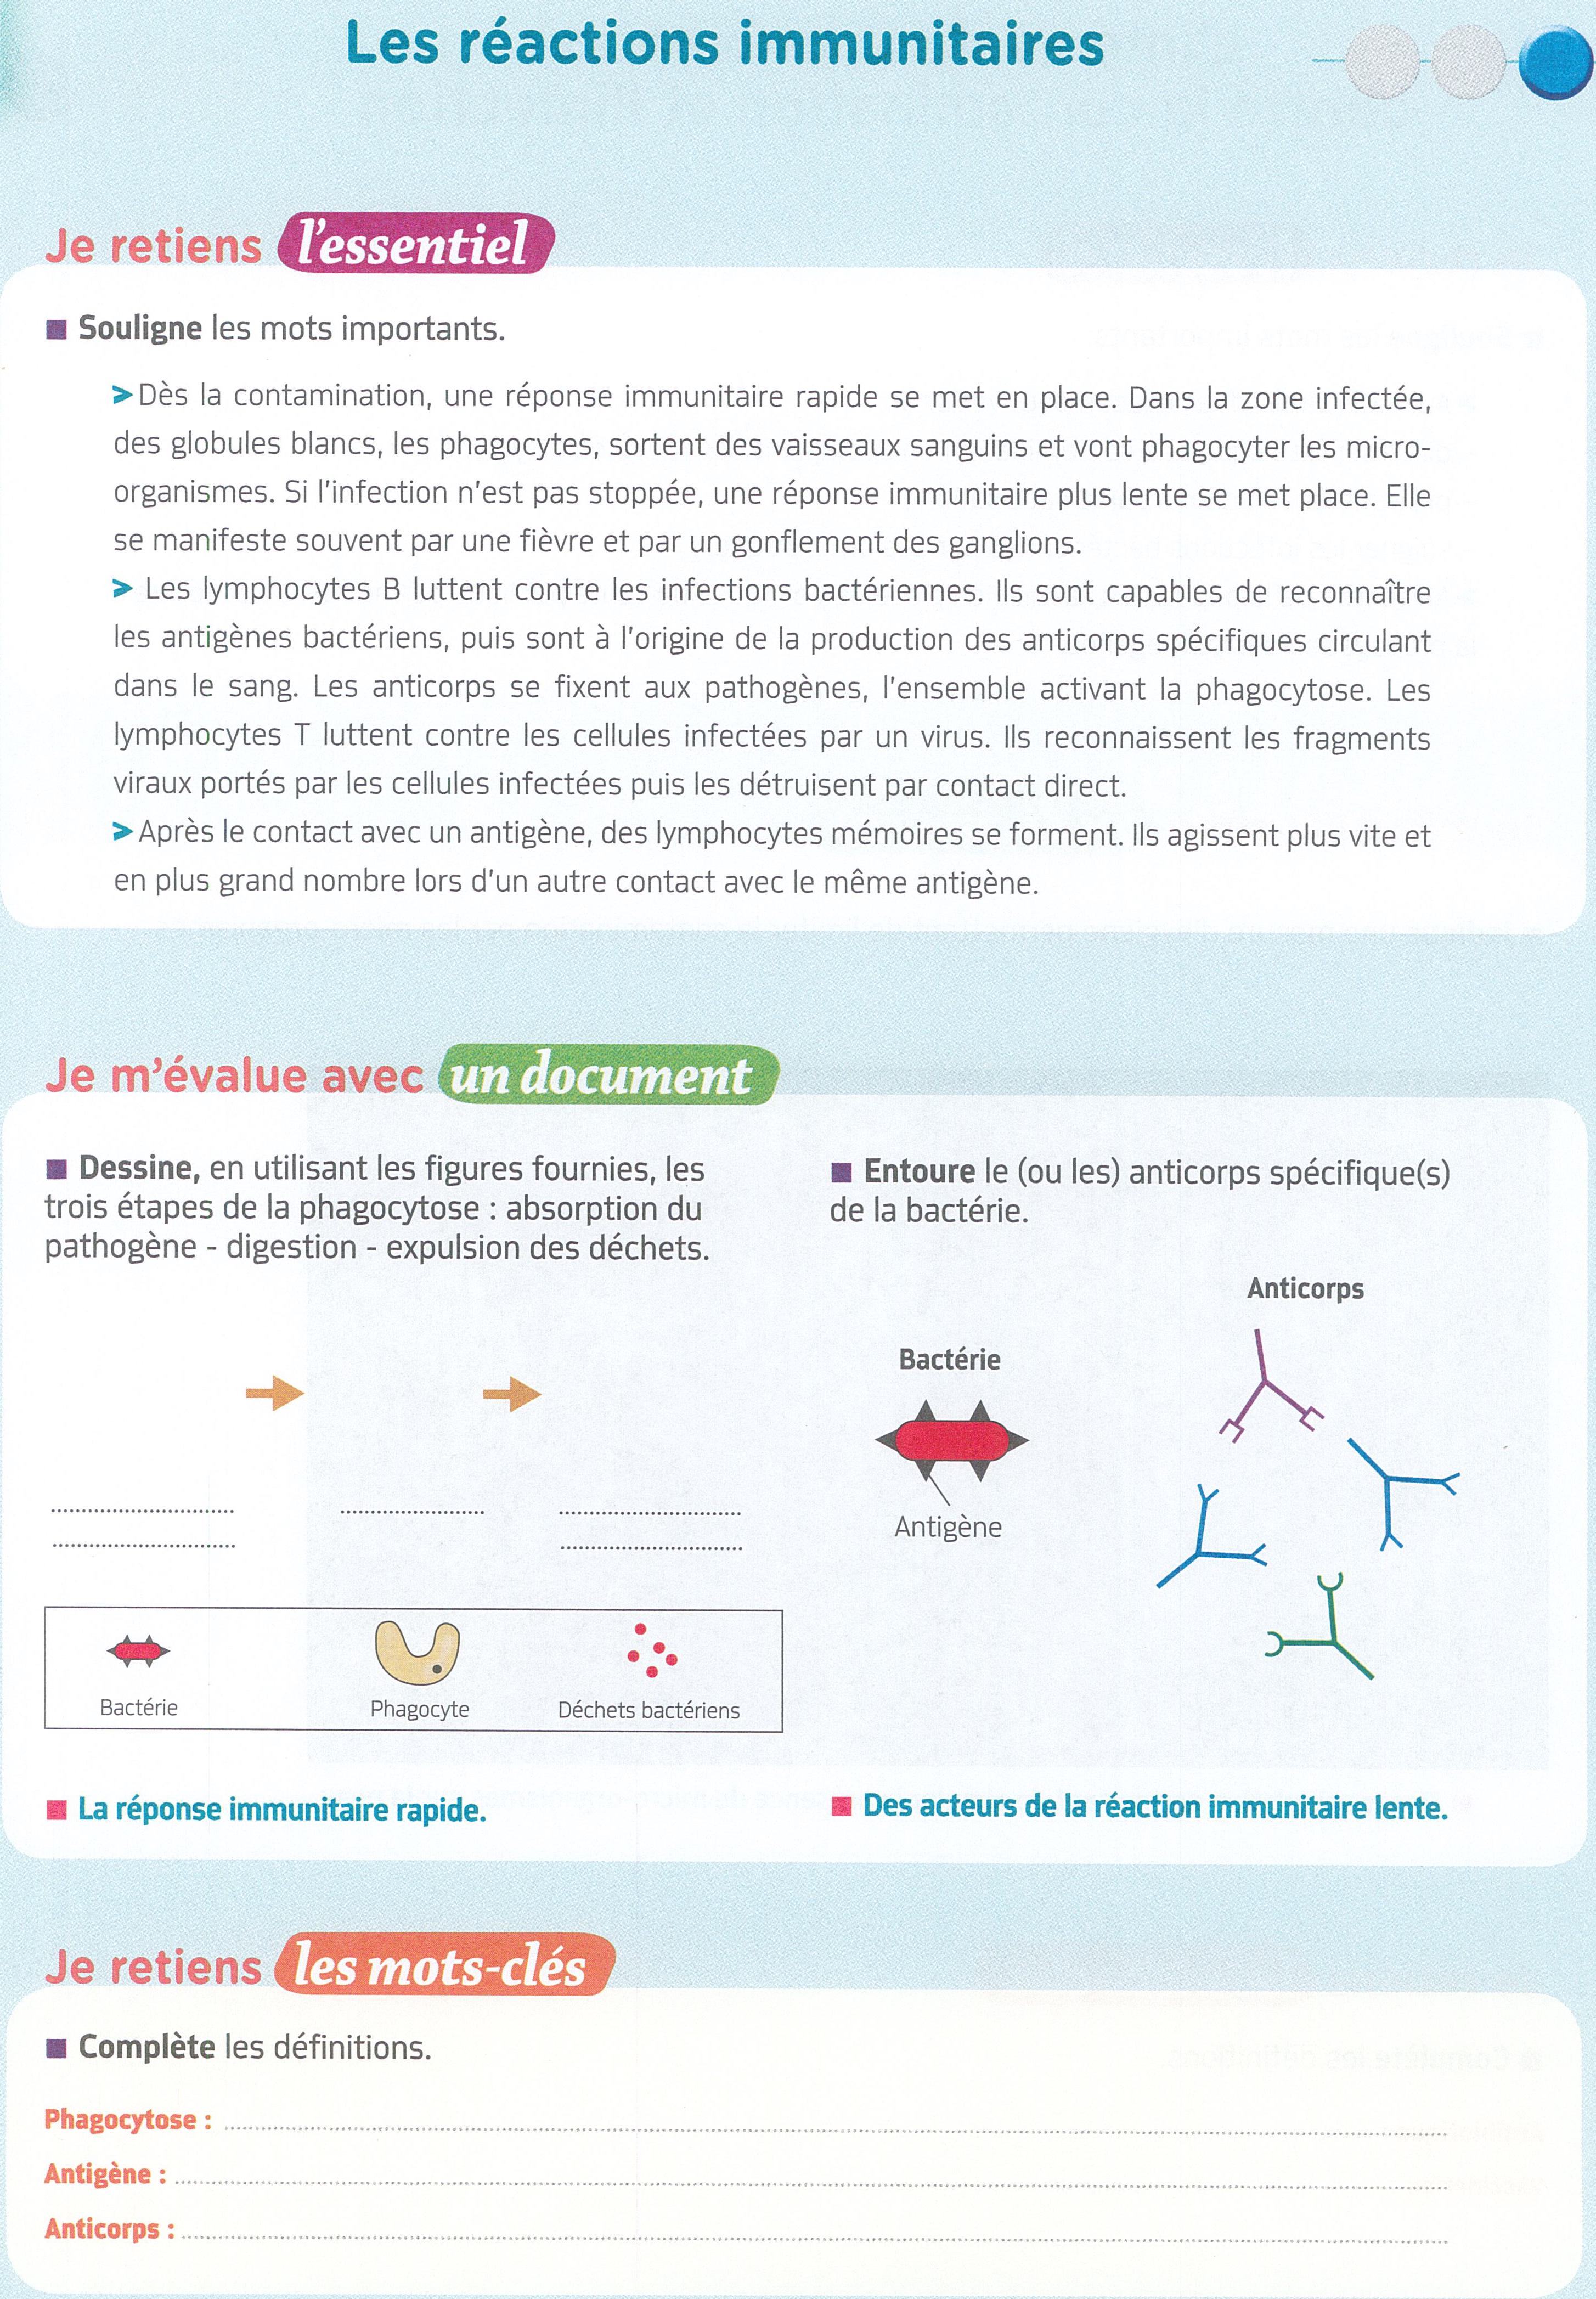 Les réactions immunitaires
Je retiens l'essentiel
Souligne les mots importants.
> Dès la contamination, une réponse immunitaire rapide se met en place. Dans la zone infectée,
des globules blancs, les phagocytes, sortent des vaisseaux sanguins et vont phagocyter les micro-
organismes. Si l'infection n'est pas stoppée, une réponse immunitaire plus lente se met place. Elle
se manifeste souvent par une fièvre et par un gonflement des ganglions.
> Les lymphocytes B luttent contre les infections bactériennes. Ils sont capables de reconnaître
les antigènes bactériens, puis sont à l'origine de la production des anticorps spécifiques circulant
dans le sang. Les anticorps se fixent aux pathogènes, l'ensemble activant la phagocytose. Les
lymphocytes T luttent contre les cellules infectées par un virus. Ils reconnaissent les fragments
viraux portés par les cellules infectées puis les détruisent par contact direct.
> Après le contact avec un antigène, des lymphocytes mémoires se forment. Ils agissent plus vite et
en plus grand nombre lors d'un autre contact avec le même antigène.
Je m'évalue avec un document
Dessine, en utilisant les figures fournies, les
trois étapes de la phagocytose : absorption du
pathogène - digestion - expulsion des déchets.
Bactérie
Phagocyte
Déchets bactériens
La réponse immunitaire rapide.
Entoure le (ou les) anticorps spécifique(s)
de la bactérie.
Anticorps
Bactérie
Antigène
Des acteurs de la réaction immunitaire lente.
Je retiens les mots-clés
Complète les définitions.
Phagocytose :
Antigène :
Anticorps :